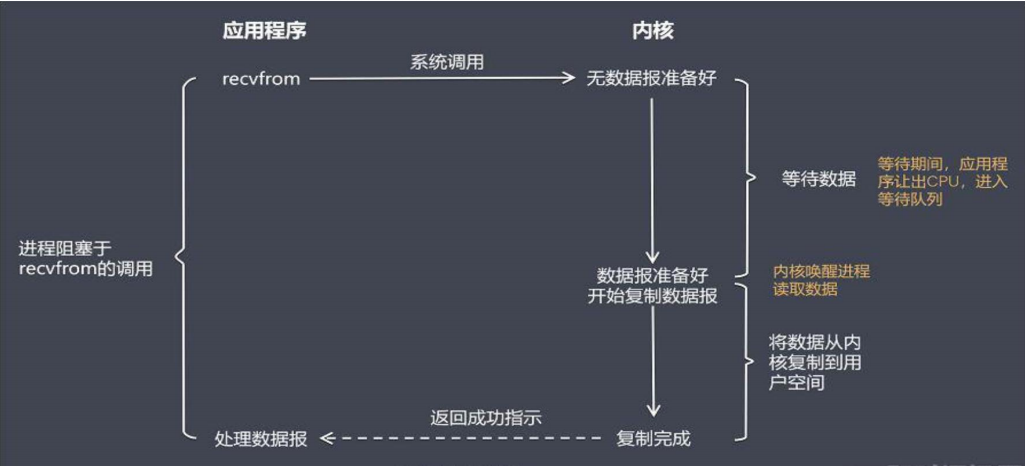 应用程序
内核
系统调用
recvfrom
无数据报准备好
等待数据
等待期间，应用程
序让出CPU，进入
等待队列
进程阻塞于
recvfrom的调用
数据报准备好
开始复制数据报
内核唤醒进程
读取数据
将数据从内
核复制到用
户空间
返回成功指示
处理数据报
复制完成